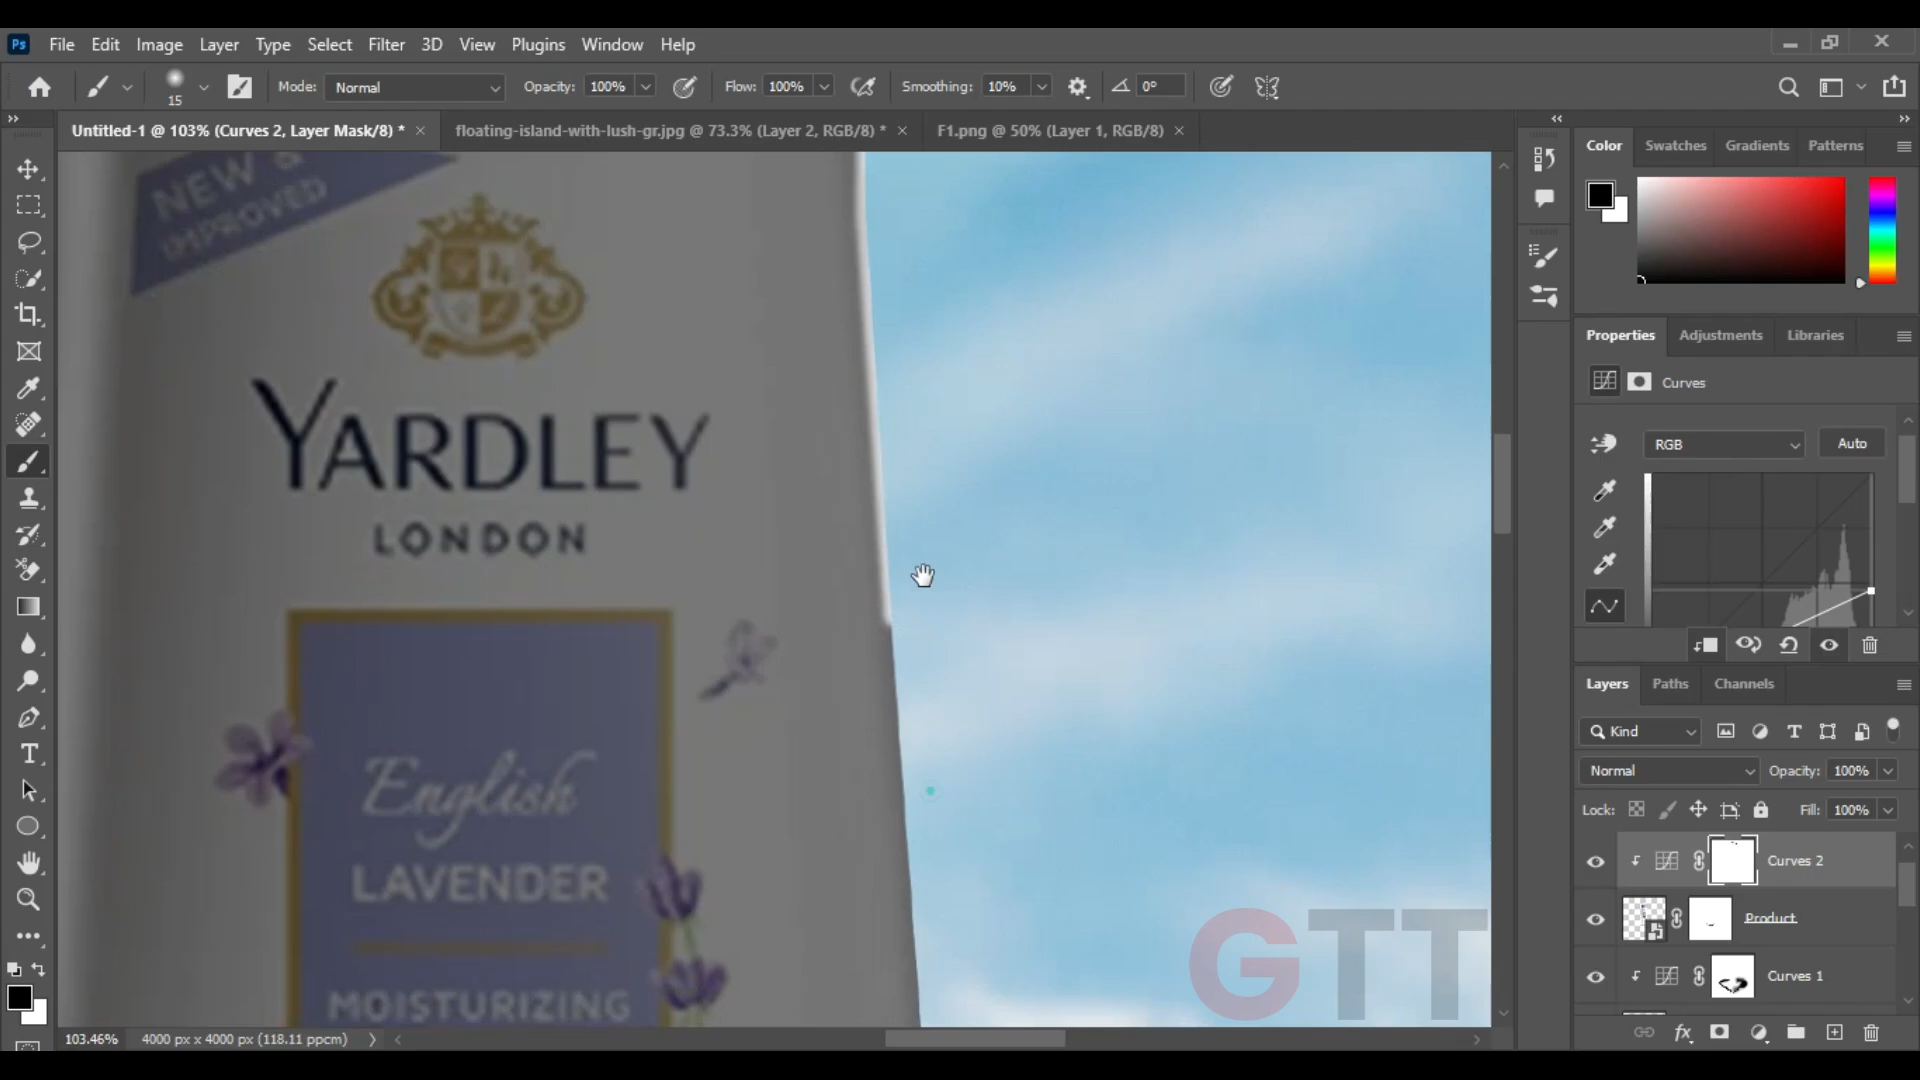 Ps File Edit Image Layer Type Select Filter 3D View Plugins Window Help
15 Mode: Normal Opacity: 100% Flow: 100% Smoothing: 10% 0°
Untitled-1 @ 103% (Curves 2, Layer Mask/8) * floating-island-with-lush-gr.jpg @ 73.3% (Layer 2, RGB/8) * F1.png @ 50% (Layer 1, RGB/8)
Color Swatches Gradients Patterns
NEW &
IMPROVED
YARDLEY
LONDON
English
LAVENDER
MOISTURIZING
Properties Adjustments Libraries
Curves
RGB Auto
Layers Paths Channels
Kind
Normal Opacity: 100%
Lock: Fill: 100%
Curves 2
Product
Curves 1
GTT
103.46% 4000 px x 4000 px (118.11 ppcm)